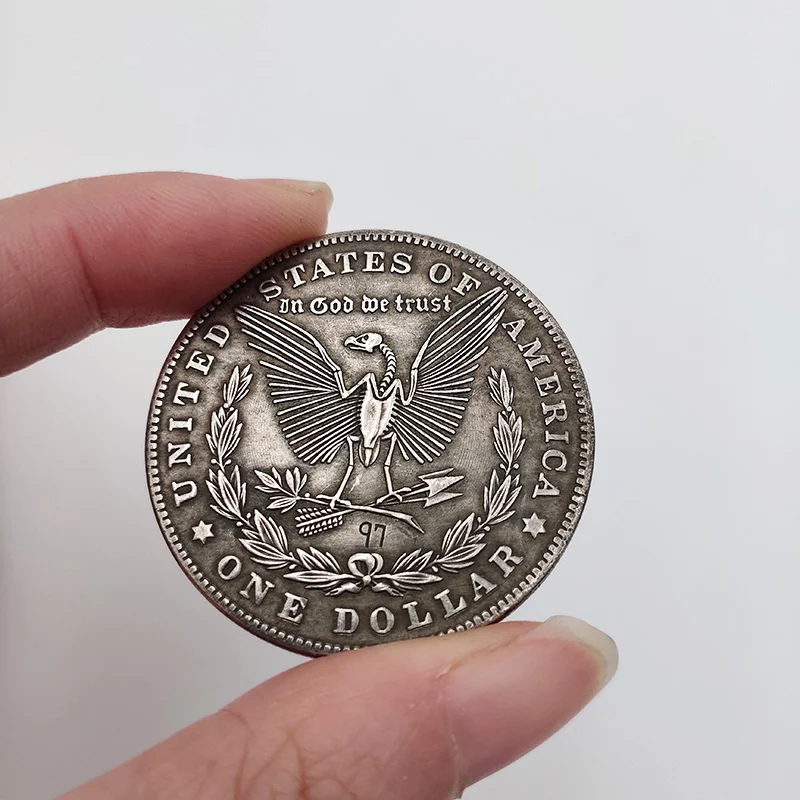 UNITED STATES OF AMERICA
In God we trust
97
ONE DOLLAR